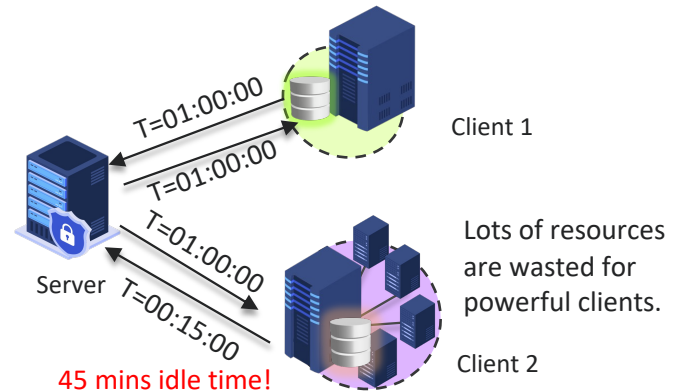 T=01:00:00
T=01:00:00
Client 1
T=01:00:00
T=00:15:00
Server
Lots of resources
are wasted for
powerful clients.
Client 2
45 mins idle time!